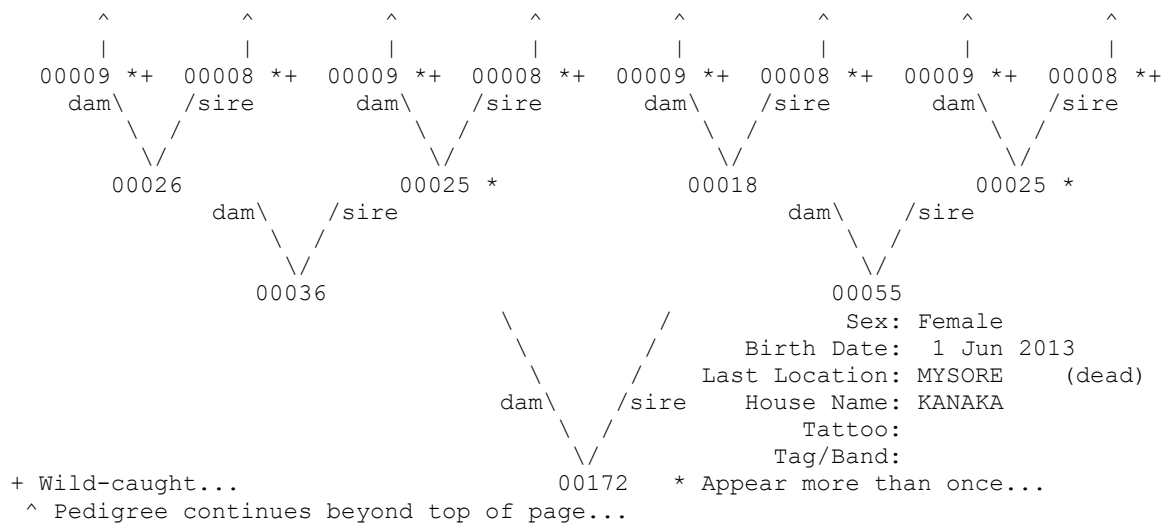 ^ ^ ^ ^ ^ ^ ^ ^
| | | | | | | |
00009 *+ 00008 *+ 00009 *+ 00008 *+ 00009 *+ 00008 *+ 00009 *+ 00008 *+
dam\ /sire dam\ /sire dam\ /sire dam\ /sire
\ / \ / \ / \ /
\/ \/ \/ \/
00026 00025 * 00018 00025 *
dam\ /sire dam\ /sire
\ / \ /
\/ \/
00036 00055
\ / Sex: Female
\ / Birth Date: 1 Jun 2013
\ / Last Location: MYSORE (dead)
dam\ /sire House Name: KANAKA
\ / Tattoo:
\/ Tag/Band:
+ Wild-caught... 00172 * Appear more than once...
^ Pedigree continues beyond top of page...